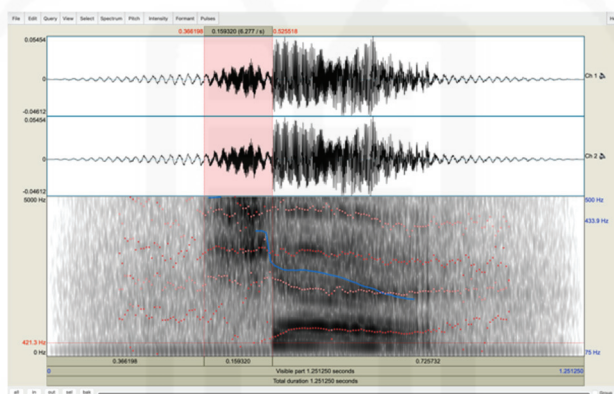 File Edit Query View Select Spectrum Pitch Intensity Formant Pulses
0.366198 0.159320 (6.277 / s) 0.525518
0.05454
0
-0.04612
Ch 1
0.05454
0
-0.04612
Ch 2
5000 Hz
500 Hz
433.9 Hz
421.3 Hz
0 Hz
75 Hz
0.366198 0.159320 0.725732
0 Visible part 1.251250 seconds 1.251250
Total duration 1.251250 seconds
all in out sel bak